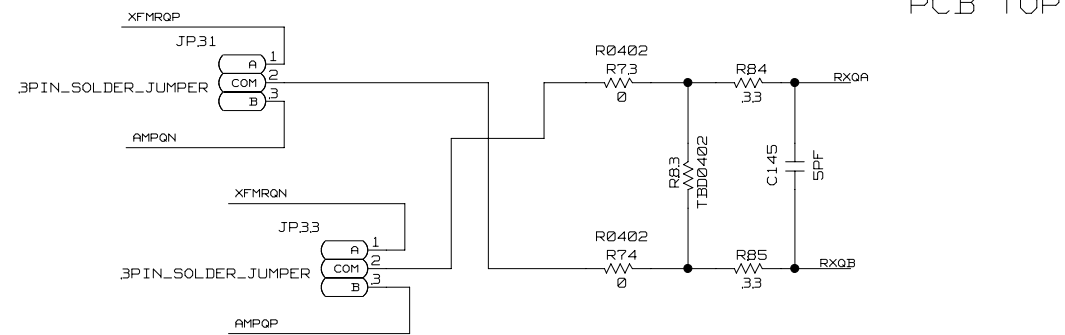 PCB TOP
XFMRQP
JP31
A
1
3PIN_SOLDER_JUMPER
COM
2
B
3
AMPQN
R0402
R73
0
R84
33
RXQA
R83
TBD0402
C145
5PF
XFMRQN
JP33
A
1
3PIN_SOLDER_JUMPER
COM
2
B
3
AMPQP
R0402
R74
0
R85
33
RXQB